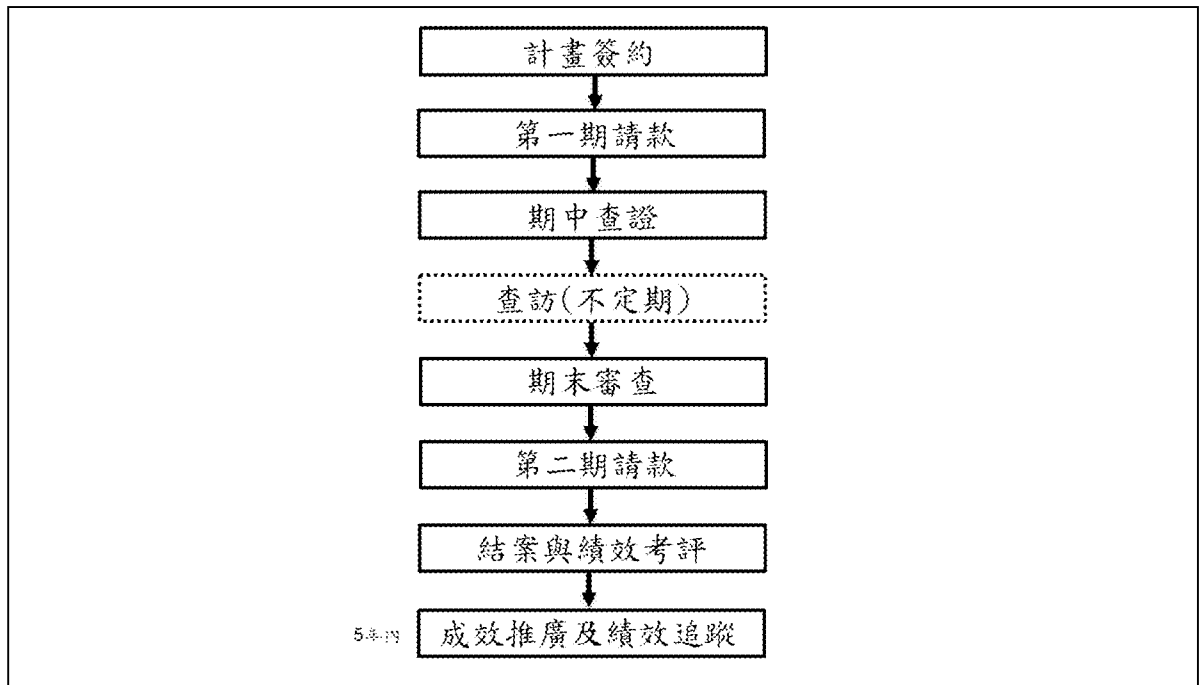 計畫簽約
第一期請款
期中查證
查訪(不定期)
期末審查
第二期請款
結案與績效考評
5年內 成效推廣及績效追蹤